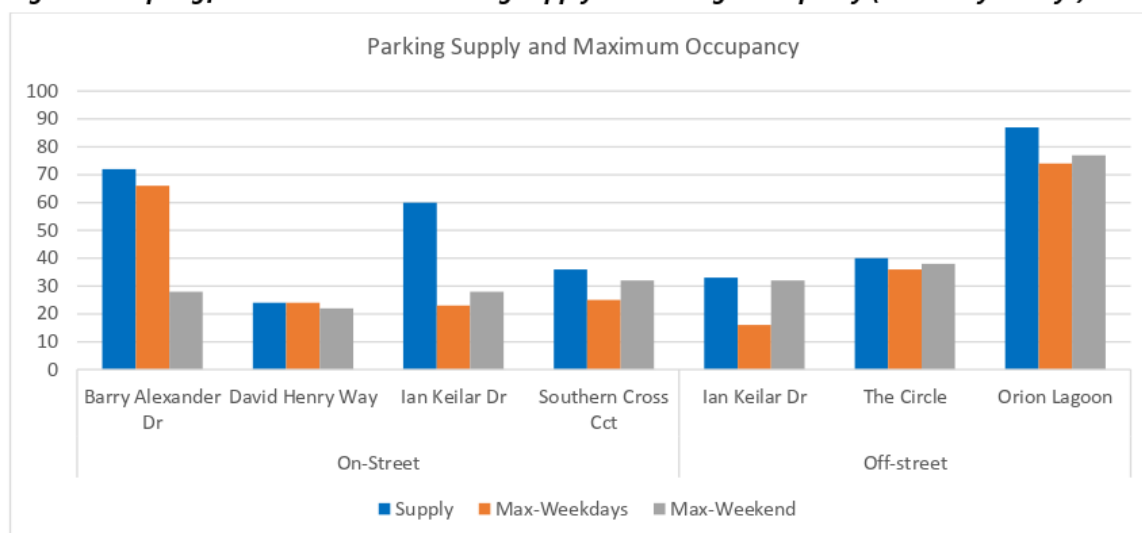 Parking Supply and Maximum Occupancy
100
90
80
70
60
50
40
30
20
10
0
Barry Alexander Dr
David Henry Way
Ian Keilar Dr
Southern Cross Cct
Ian Keilar Dr
The Circle
Orion Lagoon
On-Street
Off-street
Supply
Max-Weekdays
Max-Weekend